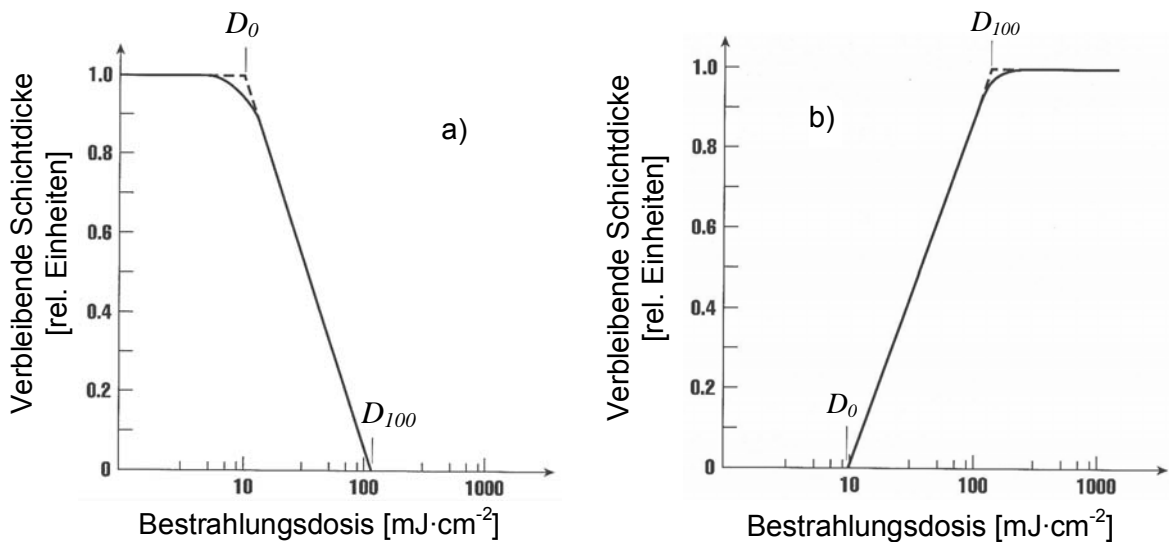 D₀
1.0
0.8
0.6
0.4
0.2
0
Verbleibende Schichtdicke
[rel. Einheiten]
a)
D₁₀₀
10 100 1000
Bestrahlungsdosis [mJ·cm⁻²]
D₁₀₀
1.0
0.8
0.6
0.4
0.2
0
Verbleibende Schichtdicke
[rel. Einheiten]
b)
D₀
10 100 1000
Bestrahlungsdosis [mJ·cm⁻²]